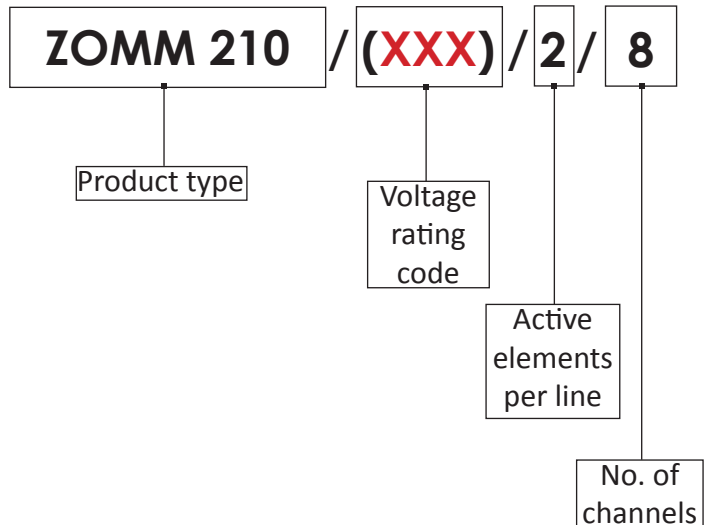 ZOMM 210 / (XXX) / 2 / 8
Product type
Voltage
rating
code
Active
elements
per line
No. of
channels